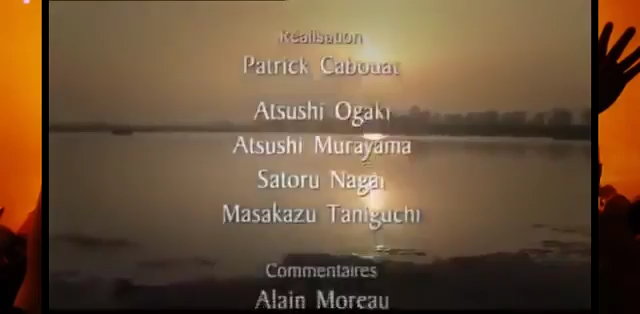 Réalisation
Patrick Cabouat
Atsushi Ogaki
Atsushi Murayama
Satoru Nagai
Masakazu Taniguchi
Commentaires
Alain Moreau